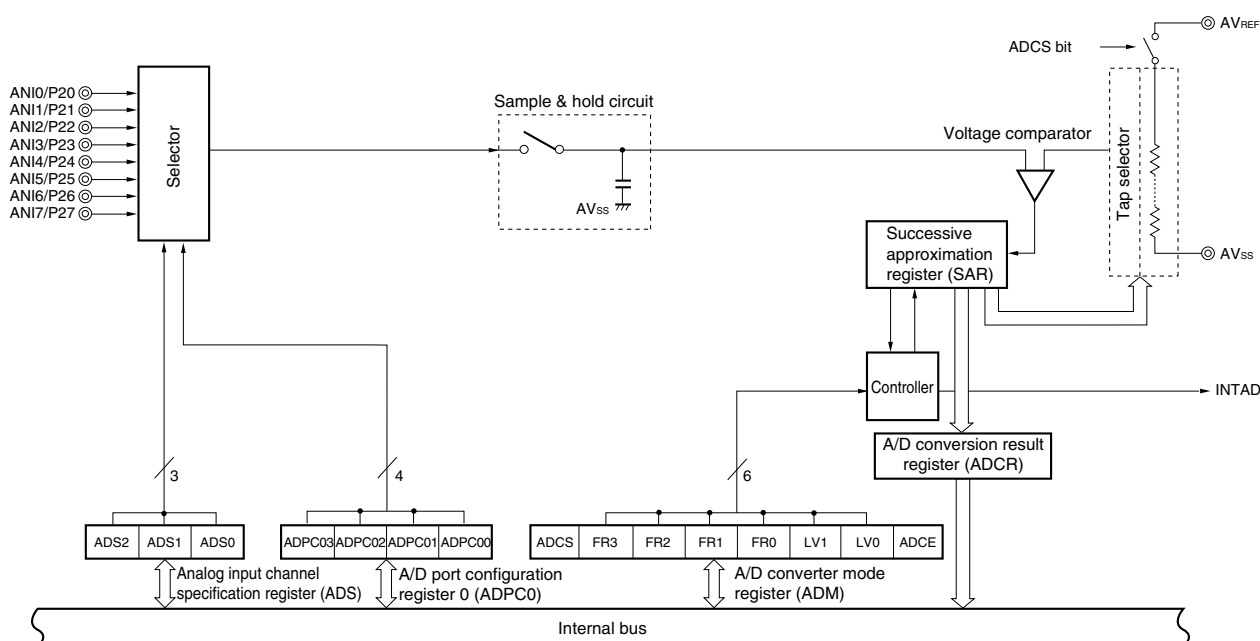 AVREF
ADCS bit
ANI0/P20
ANI1/P21
ANI2/P22
ANI3/P23
ANI4/P24
ANI5/P25
ANI6/P26
ANI7/P27
Selector
Sample & hold circuit
AVSS
Voltage comparator
Tap selector
AVSS
Successive
approximation
register (SAR)
Controller
INTAD
A/D conversion result
register (ADCR)
3
4
6
ADS2 ADS1 ADS0
ADPC03 ADPC02 ADPC01 ADPC00
ADCS FR3 FR2 FR1 FR0 LV1 LV0 ADCE
Analog input channel
specification register (ADS)
A/D port configuration
register 0 (ADPC0)
A/D converter mode
register (ADM)
Internal bus